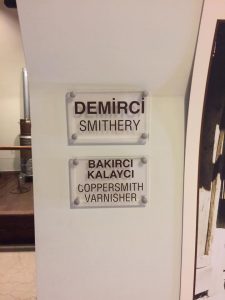 DEMİRCİ
SMITHERY
BAKIRCI
KALAYCI
COPPERSMITH
VARNISHER